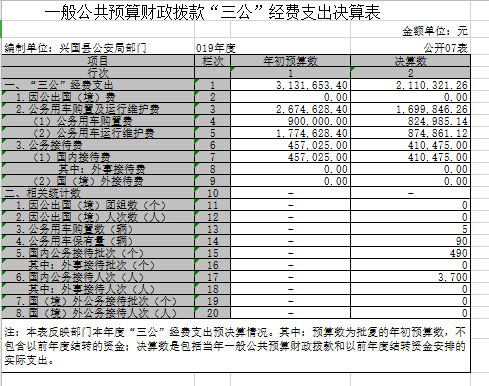 一般公共预算财政拨款“三公”经费支出决算表
金额单位：元
编制单位：兴国县公安局部门 019年度 公开07表
项目 栏次 年初预算数 决算数
行次 1 2
一、“三公”经费支出 1 3,131,653.40 2,110,321.26
1.因公出国（境）费 2 0.00 0.00
2.公务用车购置及运行维护费 3 2,674,628.40 1,699,846.26
（1）公务用车购置费 4 900,000.00 824,985.14
（2）公务用车运行维护费 5 1,774,628.40 874,861.12
3.公务接待费 6 457,025.00 410,475.00
（1）国内接待费 7 457,025.00 410,475.00
其中：外事接待费 8 0.00 0.00
（2）国（境）外接待费 9 0.00 0.00
二、相关统计数 10 － －
1.因公出国（境）团组数（个） 11 － 0
2.因公出国（境）人次数（人） 12 － 0
3.公务用车购置数（辆） 13 － 5
4.公务用车保有量（辆） 14 － 90
5.国内公务接待批次（个） 15 － 490
其中：外事接待批次（个） 16 － 0
6.国内公务接待人次（人） 17 － 3,700
其中：外事接待人次（人） 18 － 0
7.国（境）外公务接待批次（个） 19 － 0
8.国（境）外公务接待人次（人） 20 － 0
注：本表反映部门本年度“三公”经费支出预决算情况。其中：预算数为批复的年初预算数，不
包含以前年度结转的资金；决算数是包括当年一般公共预算财政拨款和以前年度结转资金安排的
实际支出。